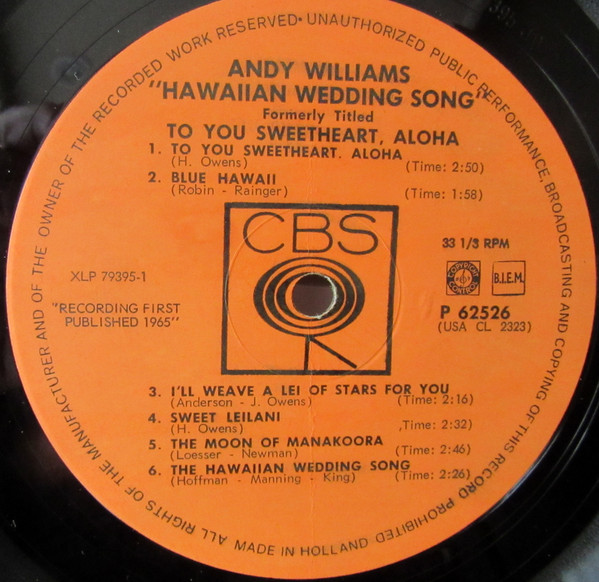 ALL RIGHTS OF THE MANUFACTURER AND OF THE OWNER OF THE RECORDED WORK RESERVED • UNAUTHORIZED PUBLIC PERFORMANCE, BROADCASTING AND COPYING OF THIS RECORD PROHIBITED
ANDY WILLIAMS
"HAWAIIAN WEDDING SONG"
Formerly Titled
TO YOU SWEETHEART, ALOHA
1. TO YOU SWEETHEART. ALOHA
(H. Owens) (Time: 2:50)
2. BLUE HAWAII
(Robin - Rainger) (Time: 1:58)
CBS
33 1/3 RPM
XLP 79395-1
COPYRIGHT CONTROL
B.I.E.M.
"RECORDING FIRST
PUBLISHED 1965"
P 62526
(USA CL 2323)
3. I'LL WEAVE A LEI OF STARS FOR YOU
(Anderson - J. Owens) (Time: 2:16)
4. SWEET LEILANI
(H. Owens) (Time: 2:32)
5. THE MOON OF MANAKOORA
(Loesser - Newman) (Time: 2:46)
6. THE HAWAIIAN WEDDING SONG
(Hoffman - Manning - King) (Time: 2:26)
MADE IN HOLLAND